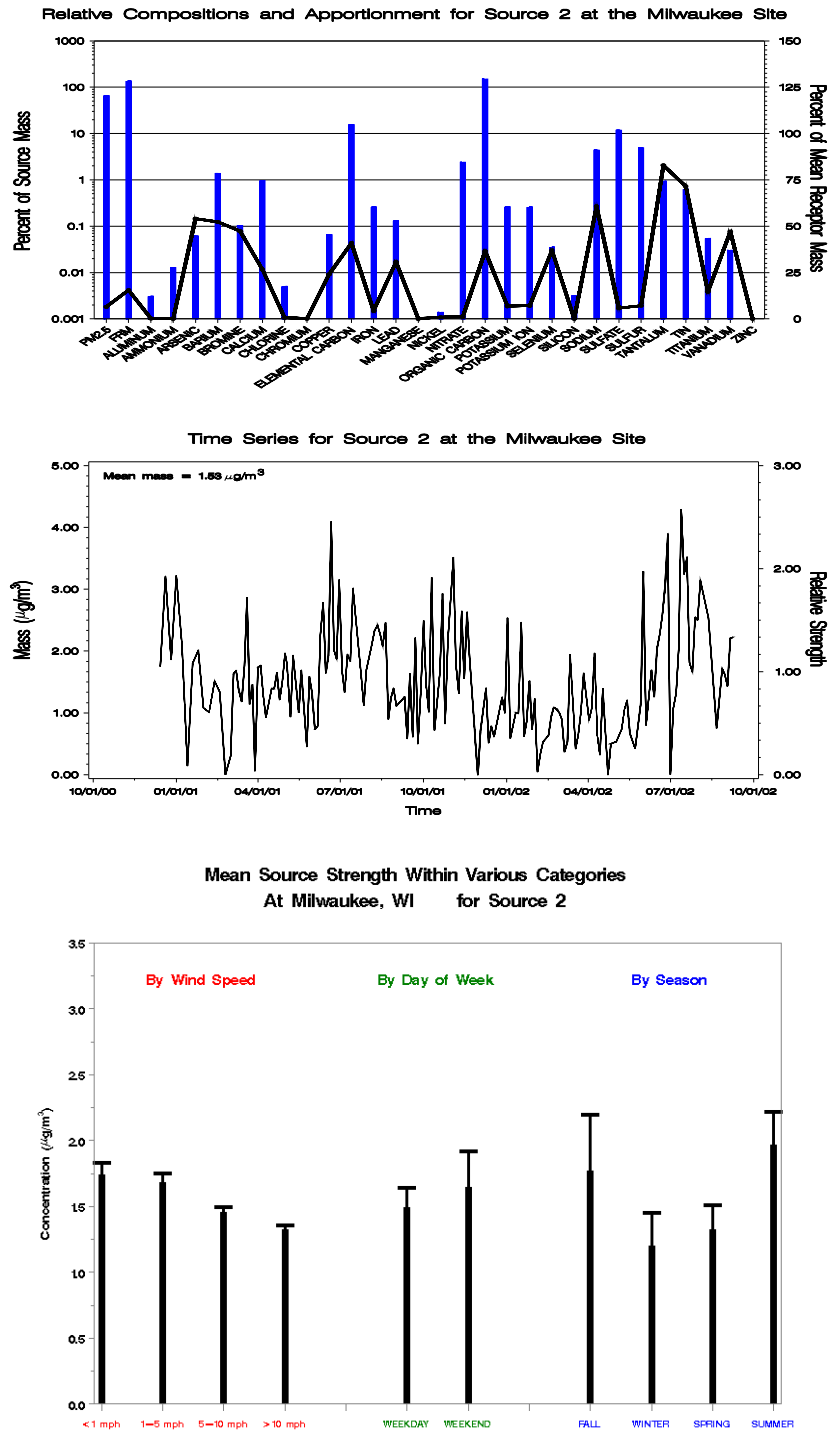 Relative Compositions and Apportionment for Source 2 at the Milwaukee Site
Percent of Source Mass
1000
100
10
1
0.1
0.01
0.001
150
125
100
75
50
25
0
Percent of Mean Receptor Mass
PM2.5
FRM
ALUMINUM
AMMONIUM
ARSENIC
BARIUM
BROMINE
CALCIUM
CHLORINE
CHROMIUM
COPPER
ELEMENTAL CARBON
IRON
LEAD
MANGANESE
NICKEL
NITRATE
ORGANIC CARBON
POTASSIUM
POTASSIUM ION
SELENIUM
SILICON
SODIUM
SULFATE
SULFUR
TANTALUM
TIN
TITANIUM
VANADIUM
ZINC
Time Series for Source 2 at the Milwaukee Site
Mean mass = 1.53 μg/m³
Mass (μg/m³)
5.00
4.00
3.00
2.00
1.00
0.00
3.00
2.00
1.00
0.00
Relative Strength
10/01/00
01/01/01
04/01/01
07/01/01
10/01/01
01/01/02
04/01/02
07/01/02
10/01/02
Time
Mean Source Strength Within Various Categories
At Milwaukee, WI for Source 2
Concentration (μg/m³)
3.5
3.0
2.5
2.0
1.5
1.0
0.5
0.0
By Wind Speed
By Day of Week
By Season
<1 mph
1–5 mph
5–10 mph
>10 mph
WEEKDAY
WEEKEND
FALL
WINTER
SPRING
SUMMER